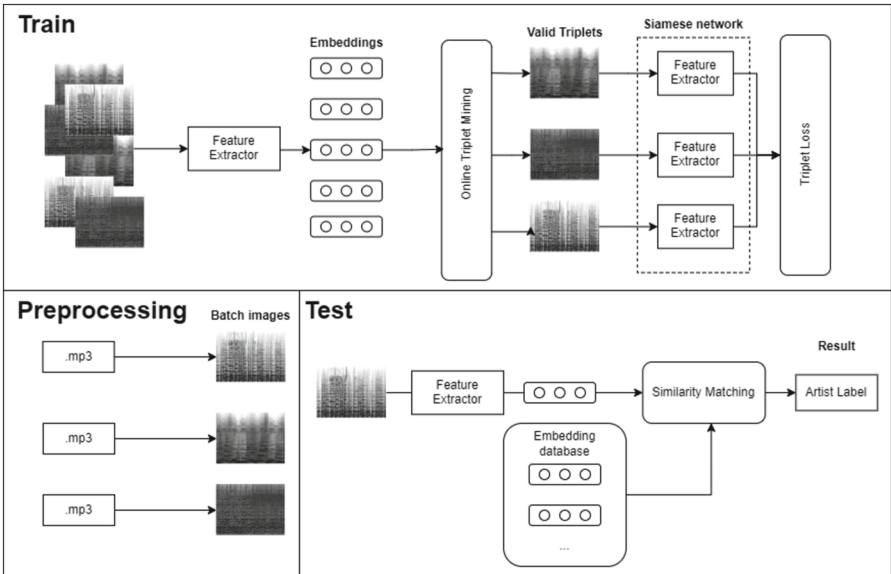 Train
Embeddings
Valid Triplets
Siamese network
Feature
Extractor
Online Triplet Mining
Feature
Extractor
Feature
Extractor
Feature
Extractor
Triplet Loss
Preprocessing
Batch images
.mp3
.mp3
.mp3
Test
Feature
Extractor
Similarity Matching
Result
Artist Label
Embedding
database
...